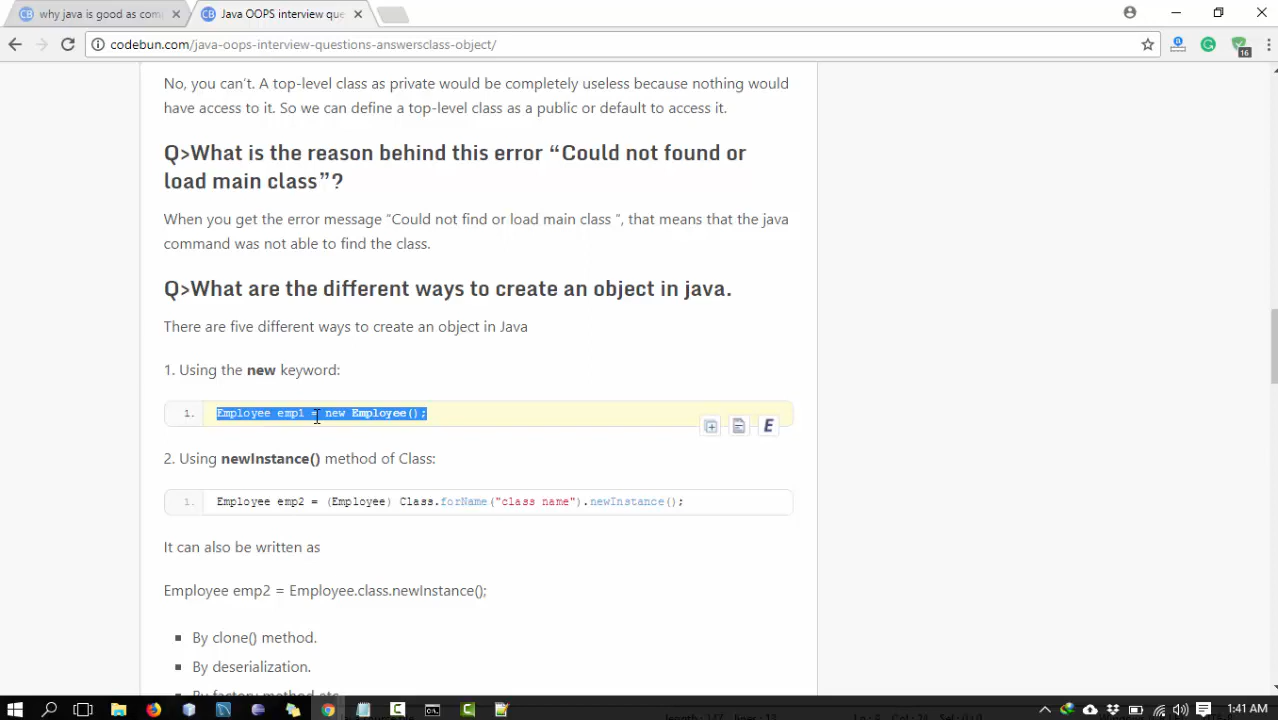 why java is good as com
Java OOPS interview que
codebun.com/java-oops-interview-questions-answersclass-object/
16
No, you can't. A top-level class as private would be completely useless because nothing would
have access to it. So we can define a top-level class as a public or default to access it.
Q>What is the reason behind this error “Could not found or
load main class”?
When you get the error message “Could not find or load main class “, that means that the java
command was not able to find the class.
Q>What are the different ways to create an object in java.
There are five different ways to create an object in Java
1. Using the new keyword:
1. Employee emp1 = new Employee();
E
2. Using newInstance() method of Class:
1. Employee emp2 = (Employee) Class.forName("class name").newInstance();
It can also be written as
Employee emp2 = Employee.class.newInstance();
▪ By clone() method.
▪ By deserialization.
By factory method etc
1:41 AM